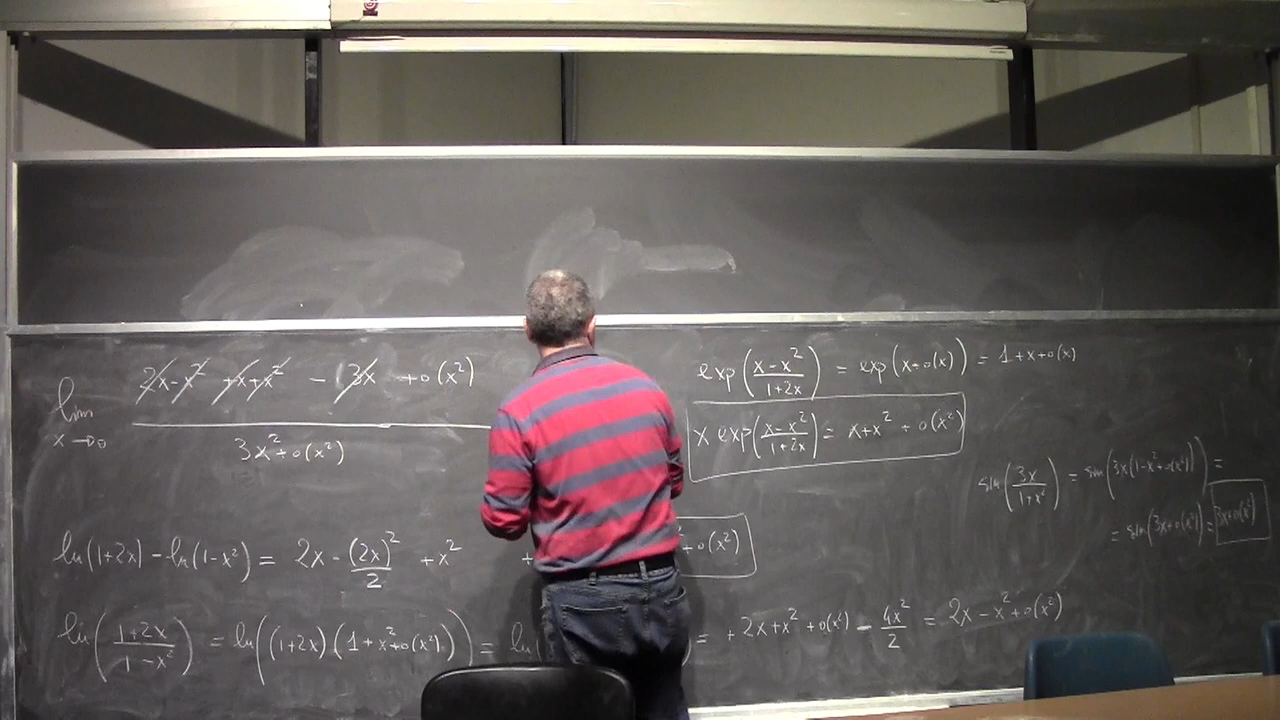 lim x→0 (2x-x² +x+x² - 3x +o(x²)) / (3x²+o(x²))
exp((x-x²)/(1+2x)) = exp(x+o(x)) = 1+x+o(x)
x exp((x-x²)/(1+2x)) = x+x²+o(x²)
sin(3x/(1+x²)) = sin(3x(1-x²+o(x²))) =
= sin(3x+o(x²)) = 3x+o(x²)
ln(1+2x) - ln(1-x²) = 2x - (2x)²/2 + x² + +o(x²)
ln((1+2x)/(1-x²)) = ln((1+2x)(1+x²+o(x²))) = ln = +2x+x²+o(x²) - 4x²/2 = 2x-x²+o(x²)